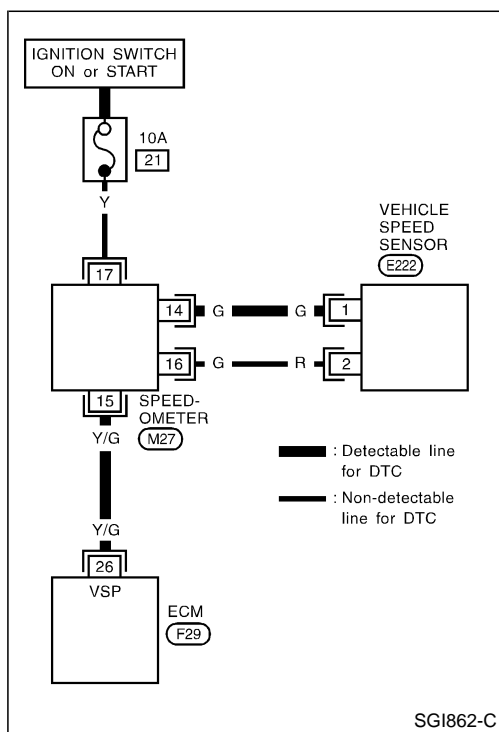 IGNITION SWITCH
ON or START
10A
21
Y
VEHICLE
SPEED
SENSOR
E222
17
14 G G 1
16 G R 2
15
SPEED-
OMETER
M27
Y/G
: Detectable line
for DTC
: Non-detectable
line for DTC
Y/G
26
VSP
ECM
F29
SGI862-C